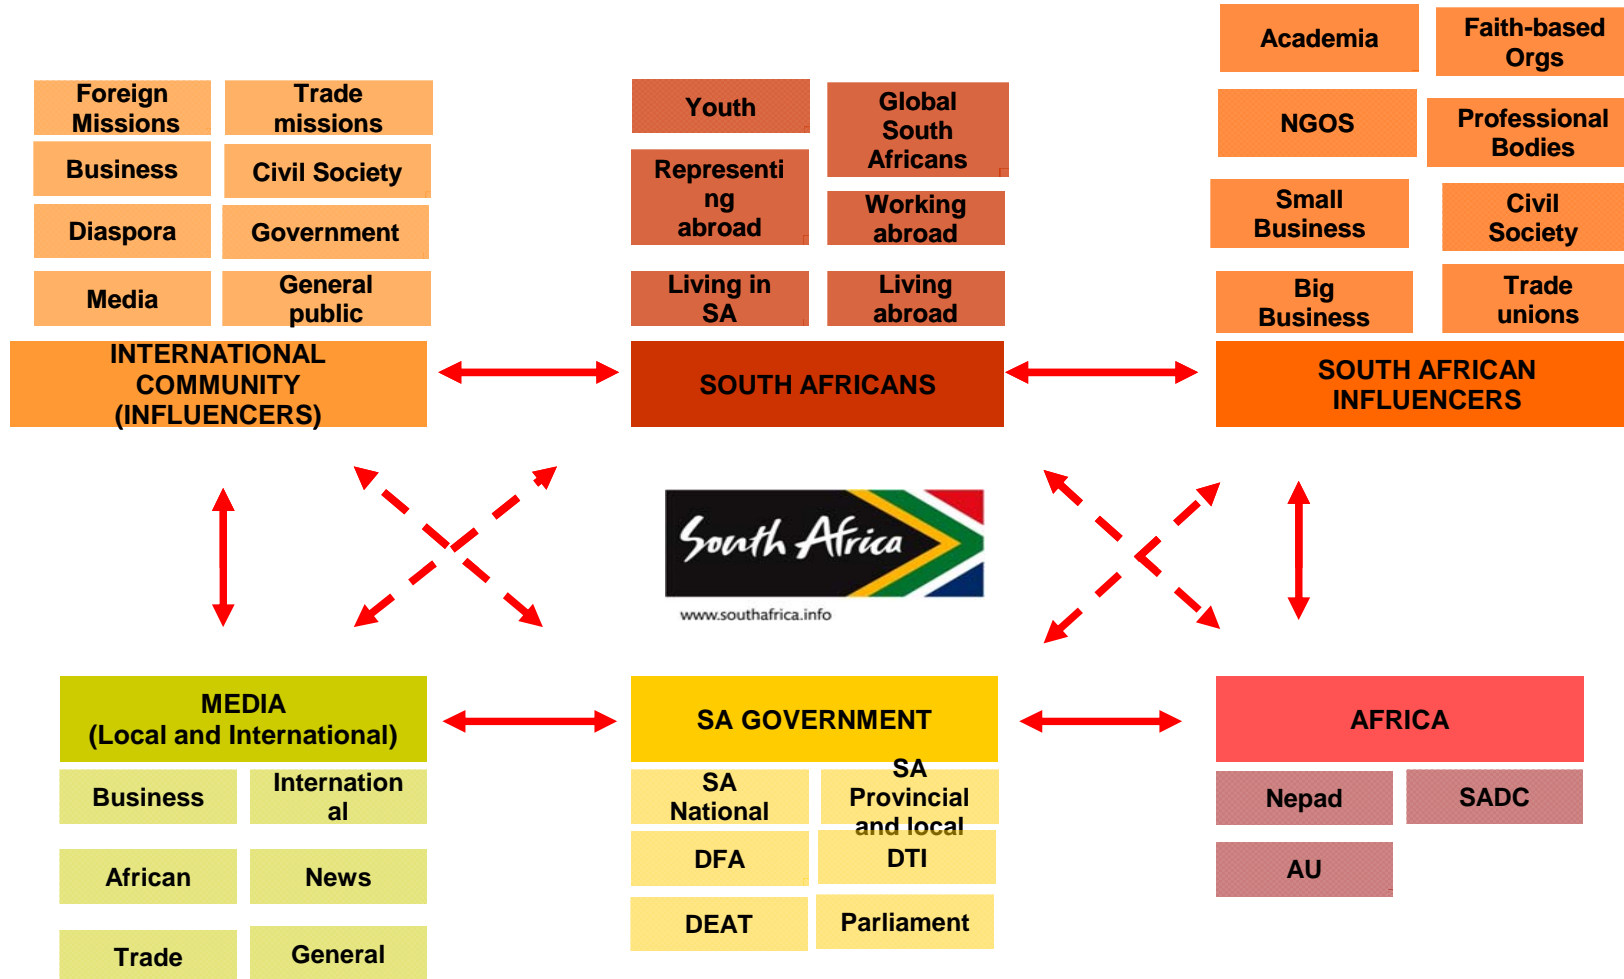 Foreign
Missions
Trade
missions
Business
Civil Society
Diaspora
Government
Media
General
public
INTERNATIONAL
COMMUNITY
(INFLUENCERS)
Youth
Global
South
Africans
Representi
ng
abroad
Working
abroad
Living in
SA
Living
abroad
SOUTH AFRICANS
Academia
Faith-based
Orgs
NGOS
Professional
Bodies
Small
Business
Civil
Society
Big
Business
Trade
unions
SOUTH AFRICAN
INFLUENCERS
South Africa
www.southafrica.info
MEDIA
(Local and International)
Business
Internation
al
African
News
Trade
General
SA GOVERNMENT
SA
National
SA
Provincial
and local
DFA
DTI
DEAT
Parliament
AFRICA
Nepad
SADC
AU